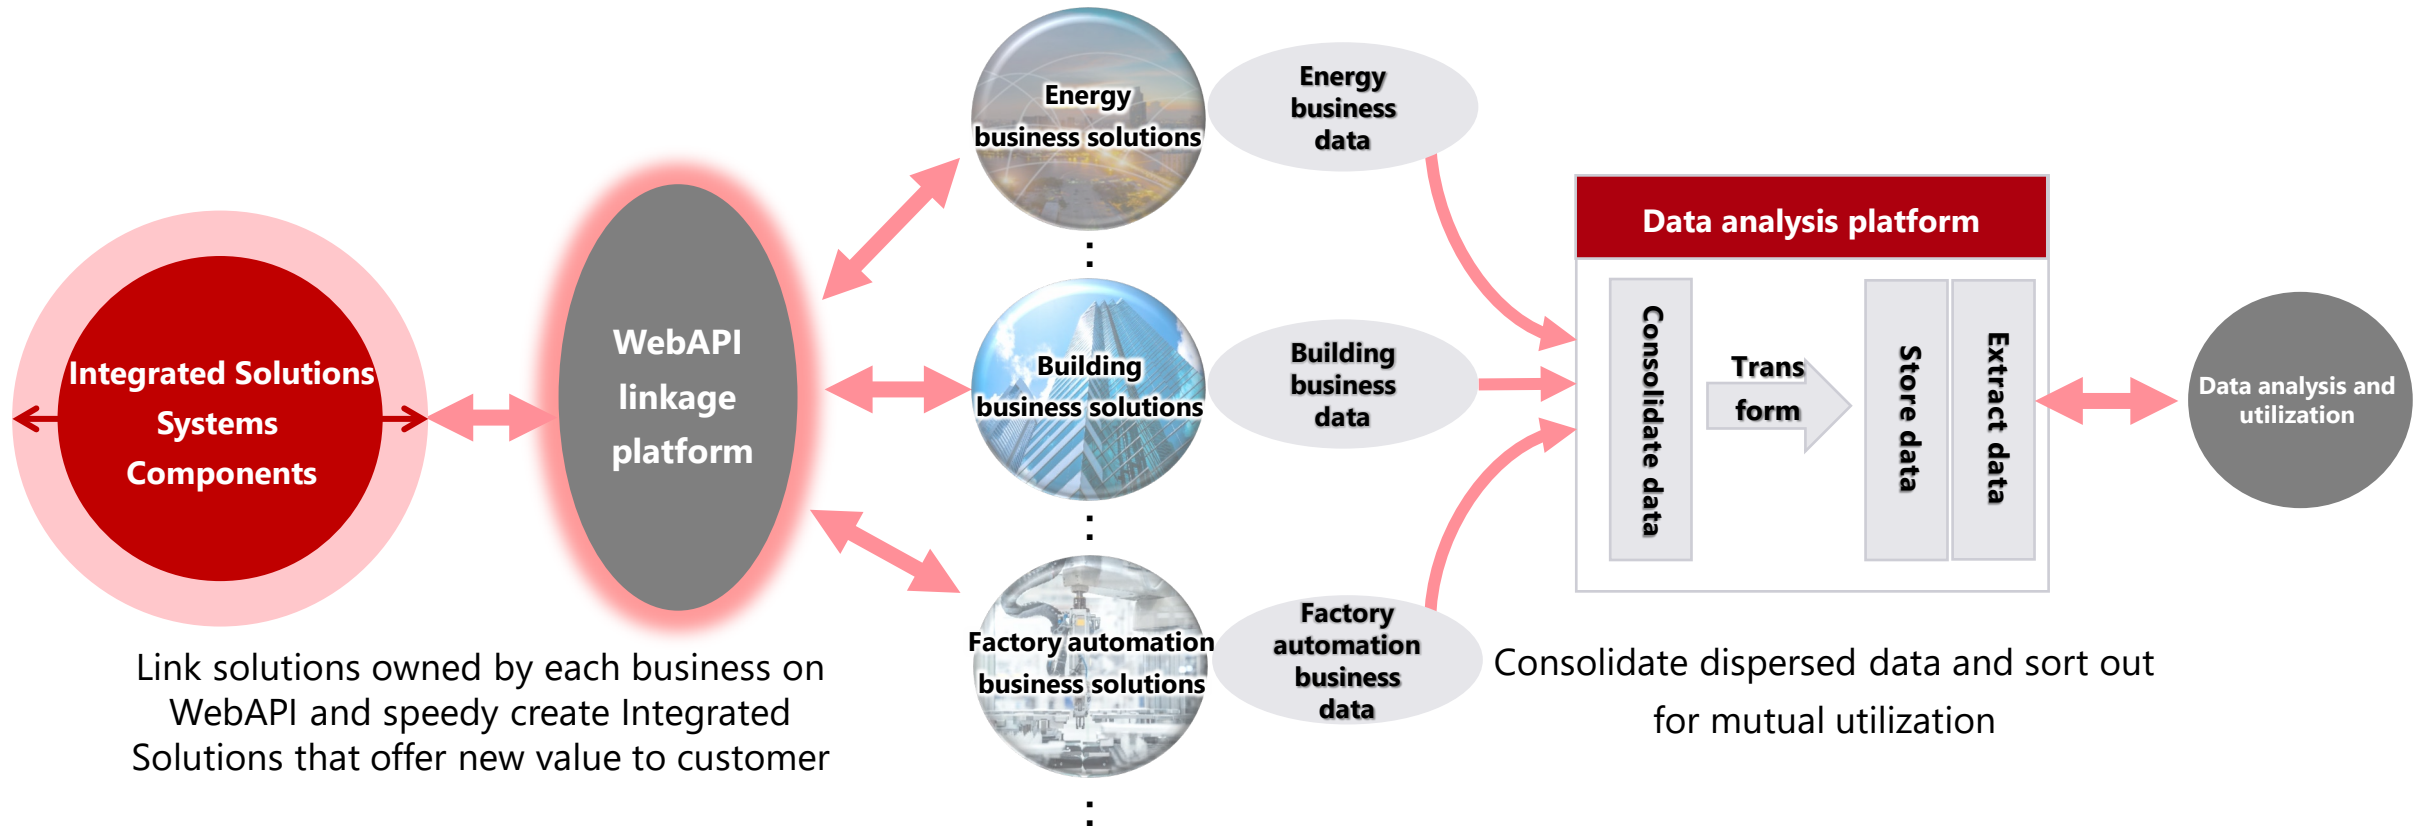 Integrated Solutions
Systems
Components
WebAPI
linkage
platform
Link solutions owned by each business on
WebAPI and speedy create Integrated
Solutions that offer new value to customer
Energy
business solutions
:
Building
business solutions
:
Factory automation
business solutions
:
Energy
business
data
Building
business
data
Factory
automation
business
data
Data analysis platform
Consolidate data
Trans
form
Store data
Extract data
Consolidate dispersed data and sort out
for mutual utilization
Data analysis and
utilization